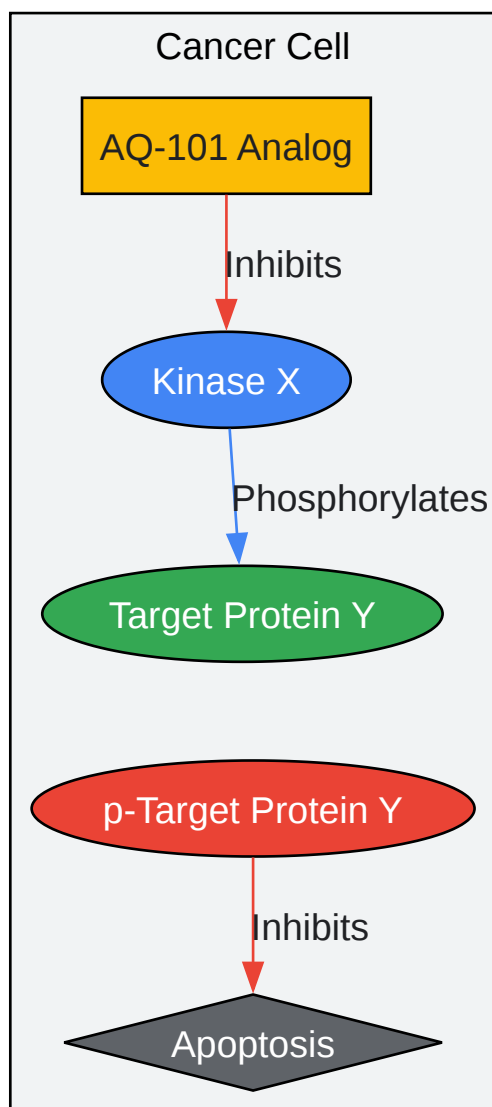 Cancer Cell
AQ-101 Analog
Inhibits
Kinase X
Phosphorylates
Target Protein Y
p-Target Protein Y
Inhibits
Apoptosis